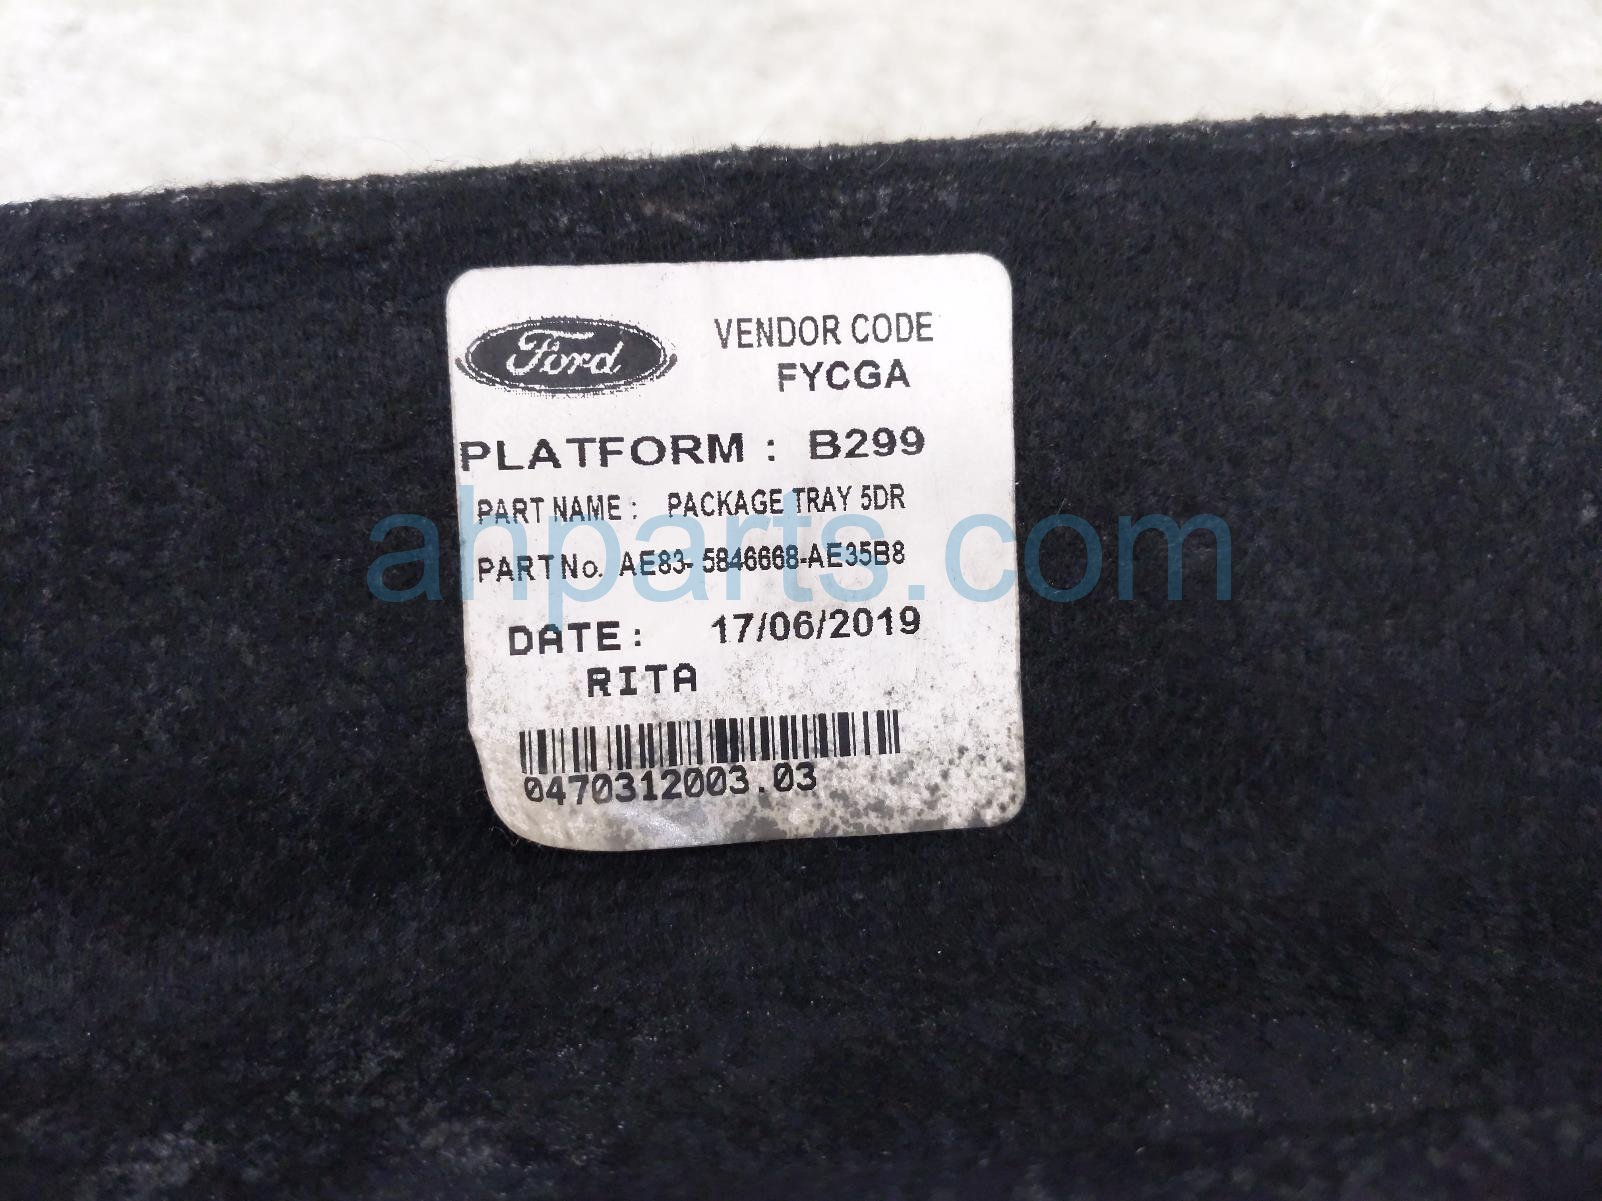 Ford
VENDOR CODE
FYCGA
PLATFORM : B299
PART NAME : PACKAGE TRAY 5DR
PART No. AE83-5846668-AE35B8
DATE: 17/06/2019
RITA
0470312003.03
ahparts.com